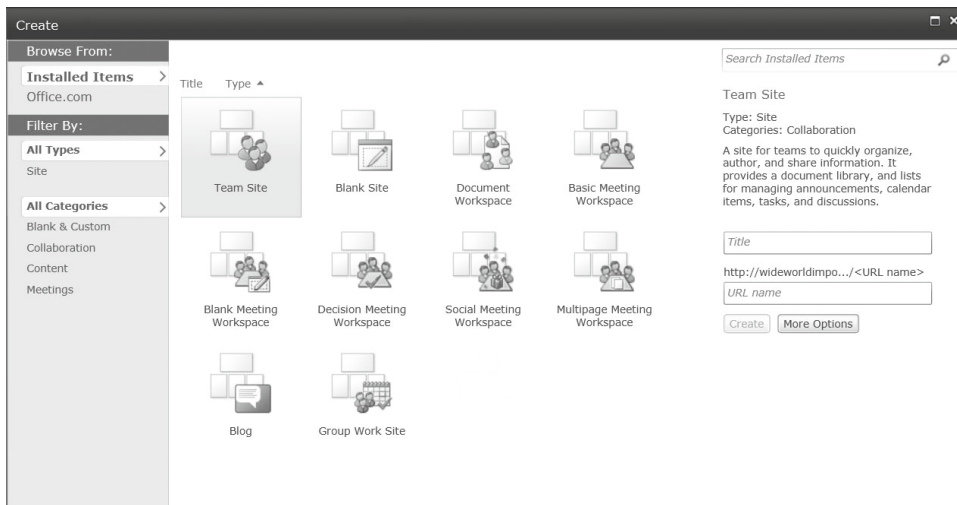 Create
Browse From:
Installed Items
Office.com
Filter By:
All Types
Site
All Categories
Blank & Custom
Collaboration
Content
Meetings
Title Type
Team Site
Blank Site
Document
Workspace
Basic Meeting
Workspace
Blank Meeting
Workspace
Decision Meeting
Workspace
Social Meeting
Workspace
Multipage Meeting
Workspace
Blog
Group Work Site
Search Installed Items
Team Site
Type: Site
Categories: Collaboration
A site for teams to quickly organize,
author, and share information. It
provides a document library, and lists
for managing announcements, calendar
items, tasks, and discussions.
Title
http://wideworldimpo.../<URL name>
URL name
Create More Options